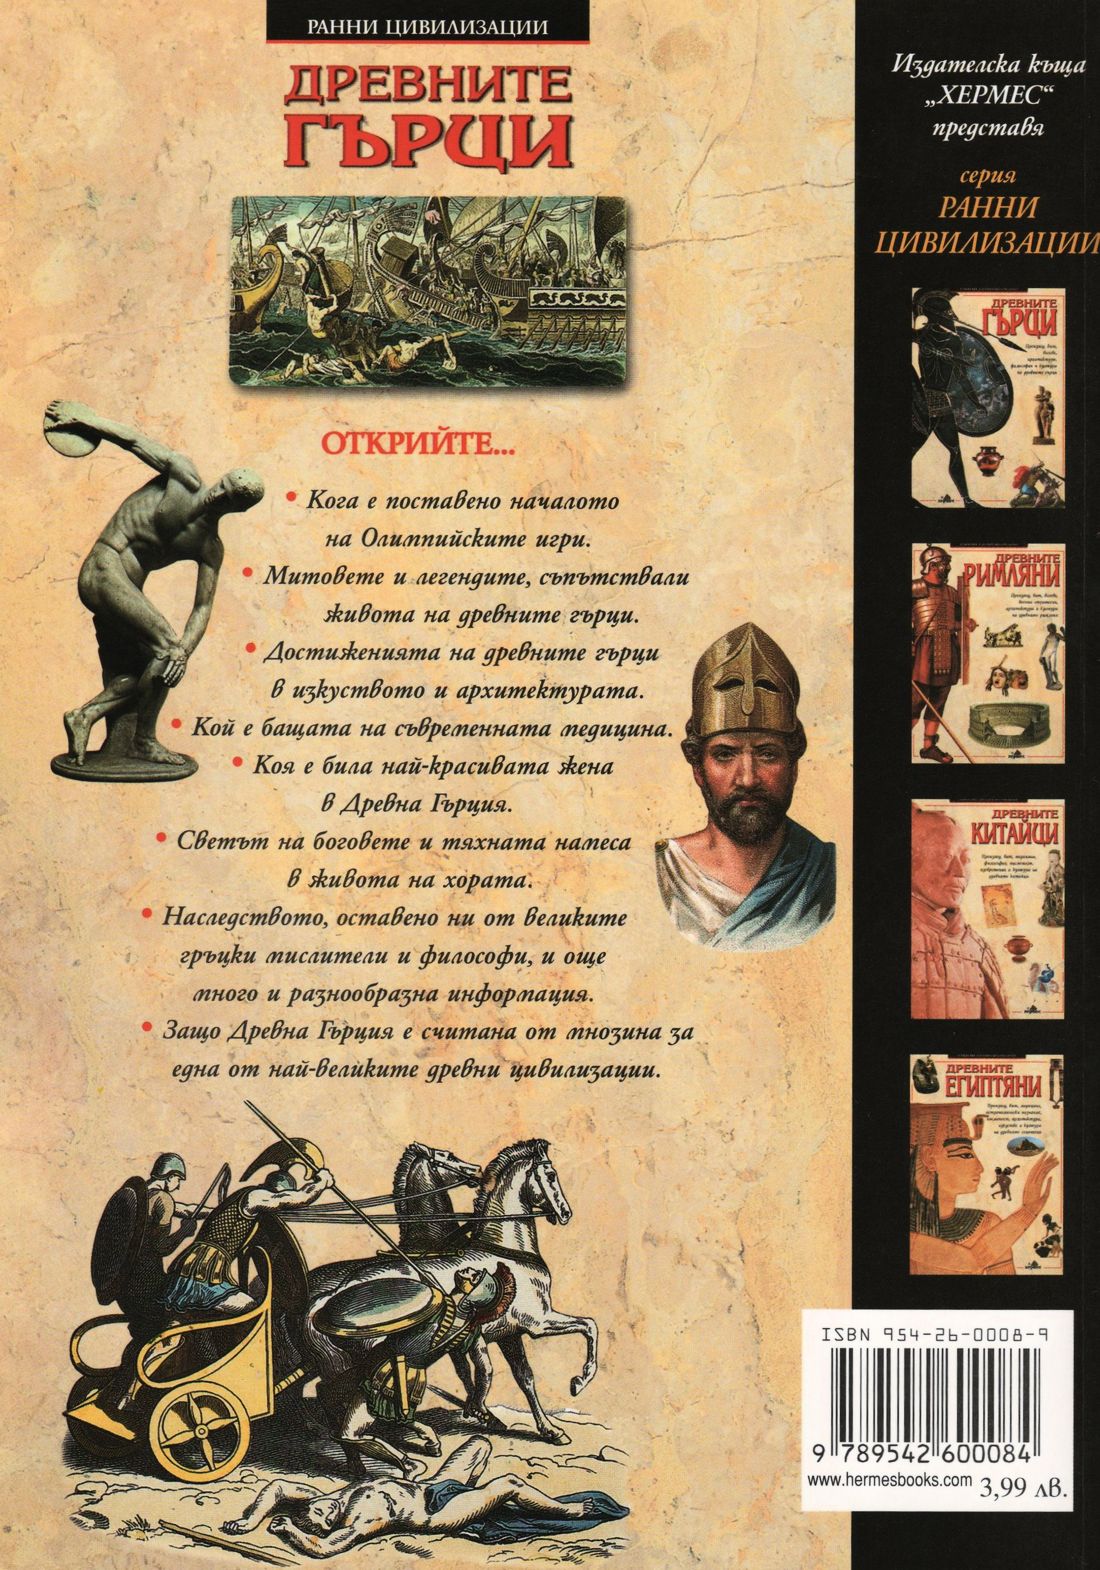 РАННИ ЦИВИЛИЗАЦИИ
ДРЕВНИТЕ
ГЪРЦИ
ОТКРИЙТЕ...
• Кога е поставено началото
на Олимпийските игри.
• Митовете и легендите, съпътствали
живота на древните гърци.
• Достиженията на древните гърци
в изкуството и архитектурата.
• Кой е бащата на съвременната медицина.
• Коя е била най-красивата жена
в Древна Гърция.
• Светът на боговете и тяхната намеса
в живота на хората.
• Наследството, оставено ни от великите
гръцки мислители и философи, и още
много и разнообразна информация.
• Защо Древна Гърция е считана от мнозина за
една от най-великите древни цивилизации.
Издателска къща
„ХЕРМЕС“
представя
серия
РАННИ
ЦИВИЛИЗАЦИИ
ДРЕВНИТЕ
ГЪРЦИ
ДРЕВНИТЕ
РИМЛЯНИ
ДРЕВНИТЕ
КИТАЙЦИ
ДРЕВНИТЕ
ЕГИПТЯНИ
ISBN 954-26-0008-9
9 789542 600084
www.hermesbooks.com 3,99 лв.